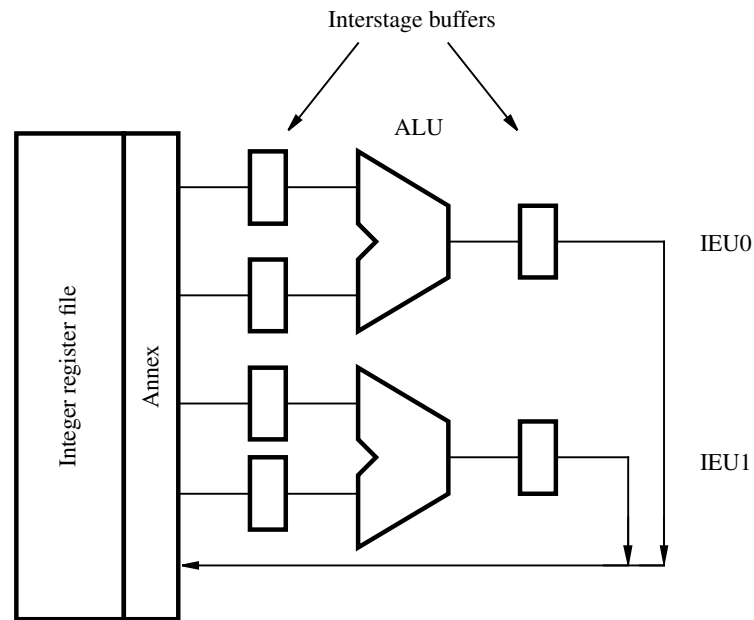 Interstage buffers
ALU
IEU0
Integer register file
Annex
IEU1